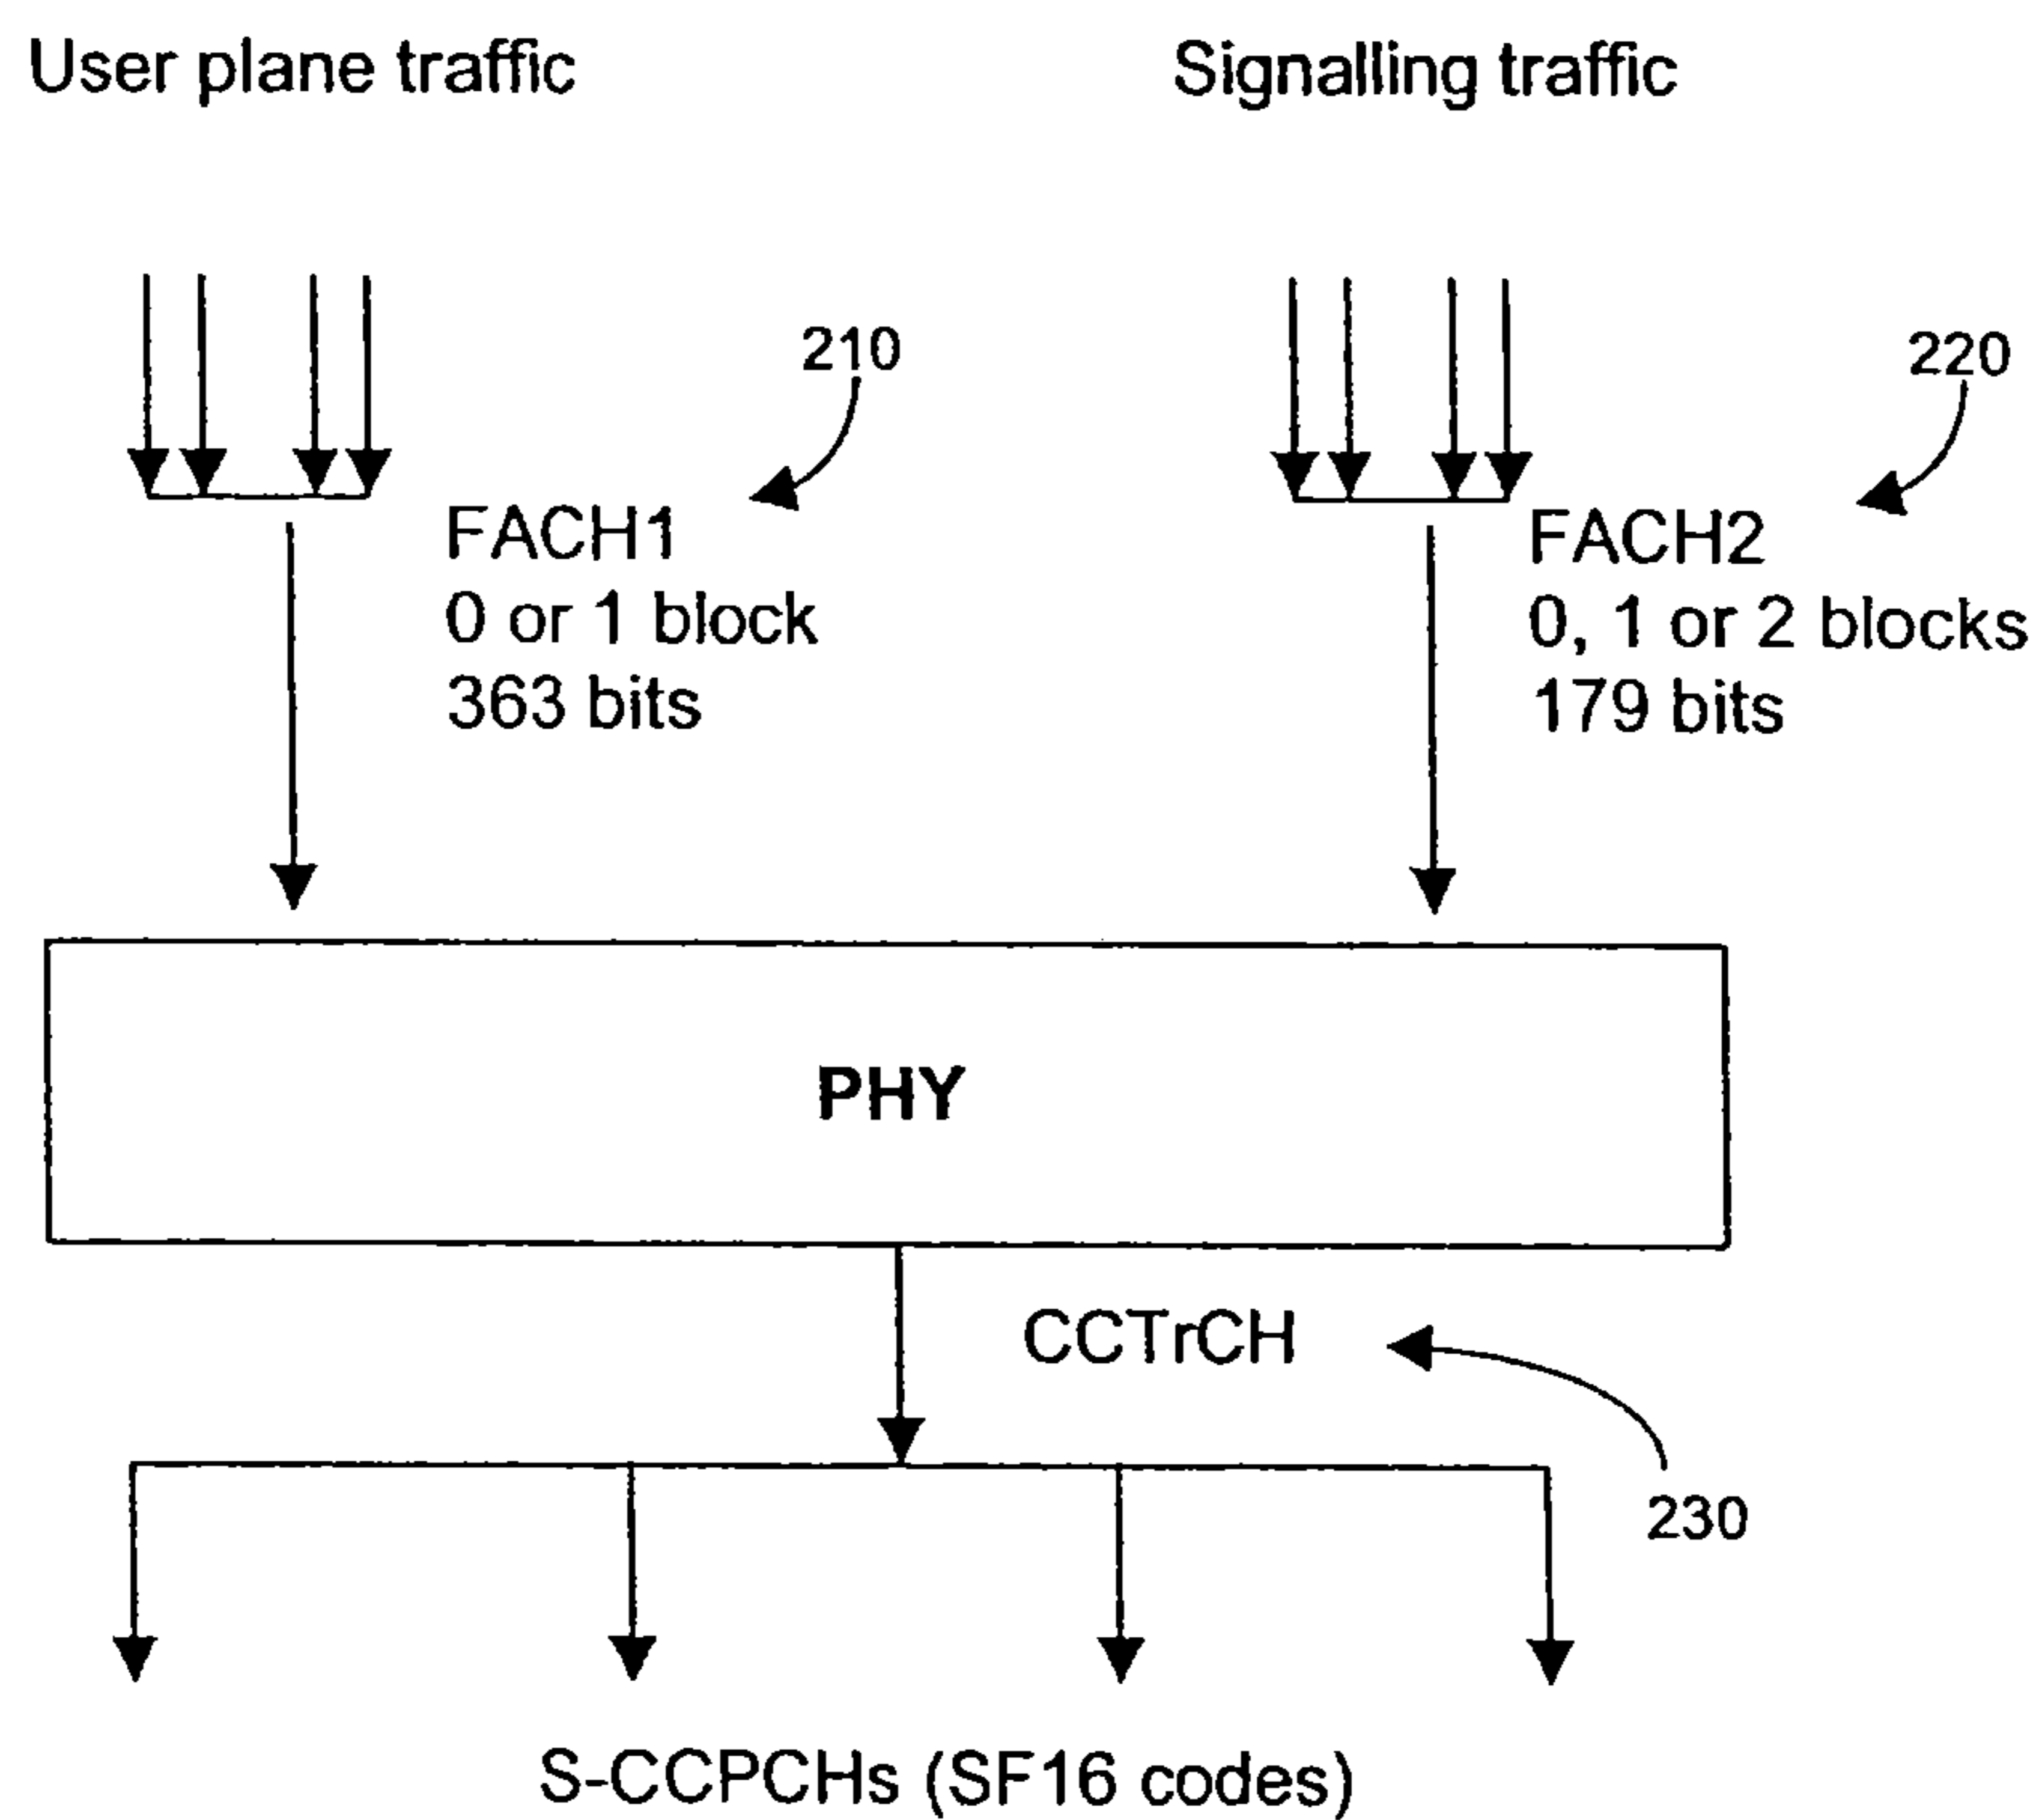 User plane traffic
Signalling traffic
210
220
FACH1
0 or 1 block
363 bits
FACH2
0, 1 or 2 blocks
179 bits
PHY
CCTrCH
230
S-CCPCHs (SF16 codes)